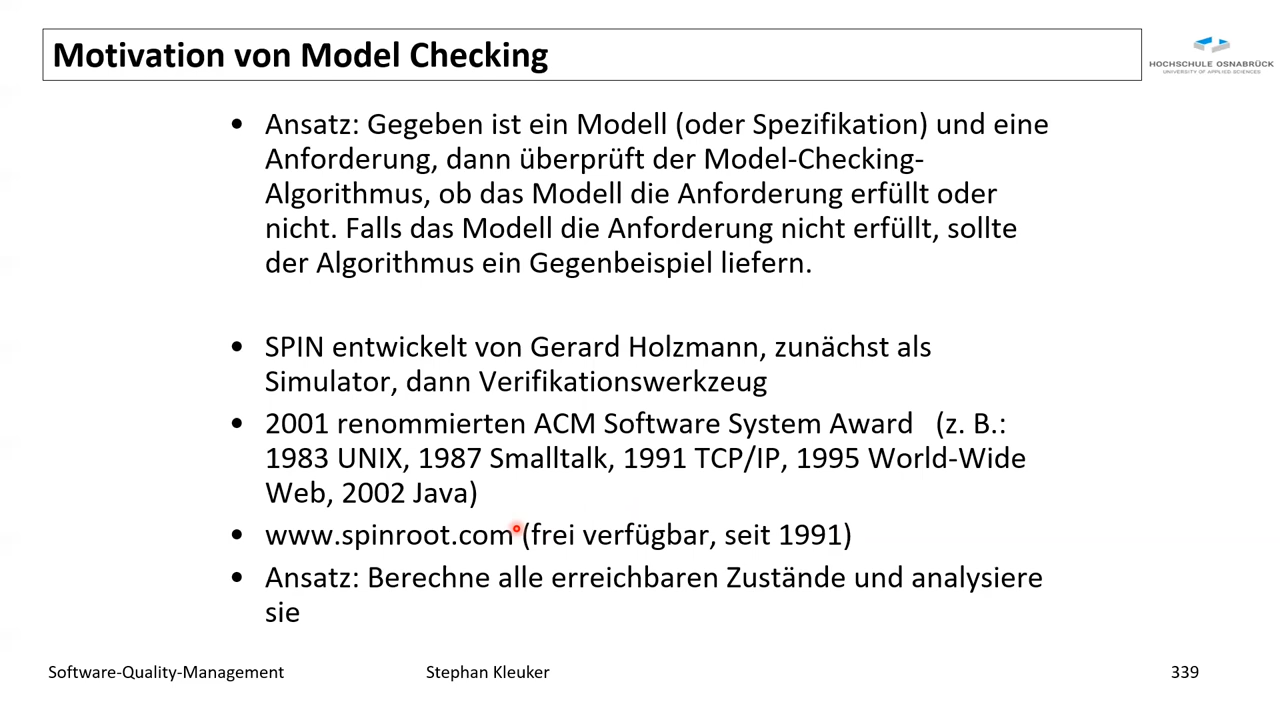 Motivation von Model Checking
HOCHSCHULE OSNABRÜCK
UNIVERSITY OF APPLIED SCIENCES
• Ansatz: Gegeben ist ein Modell (oder Spezifikation) und eine
Anforderung, dann überprüft der Model-Checking-
Algorithmus, ob das Modell die Anforderung erfüllt oder
nicht. Falls das Modell die Anforderung nicht erfüllt, sollte
der Algorithmus ein Gegenbeispiel liefern.
• SPIN entwickelt von Gerard Holzmann, zunächst als
Simulator, dann Verifikationswerkzeug
• 2001 renommierten ACM Software System Award (z. B.:
1983 UNIX, 1987 Smalltalk, 1991 TCP/IP, 1995 World-Wide
Web, 2002 Java)
• www.spinroot.com (frei verfügbar, seit 1991)
• Ansatz: Berechne alle erreichbaren Zustände und analysiere
sie
Software-Quality-Management Stephan Kleuker 339